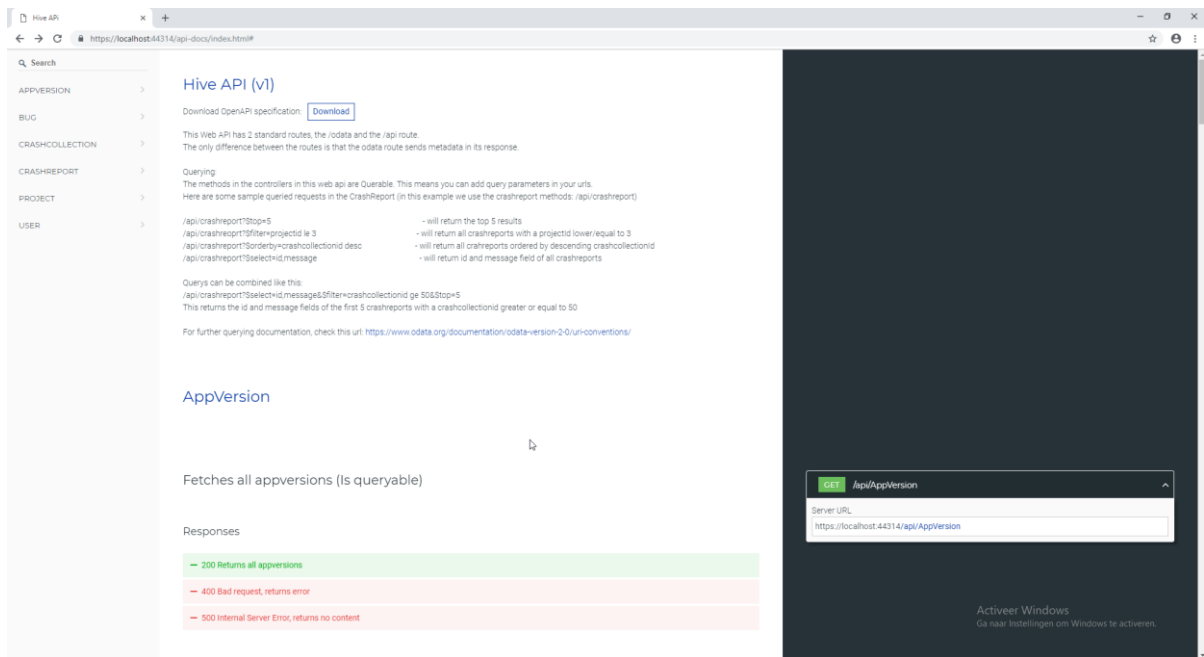 Hive APi
https://localhost:44314/api-docs/index.html#
Search
APPVERSION
BUG
CRASHCOLLECTION
CRASHREPORT
PROJECT
USER
Hive API (v1)
Download OpenAPI specification: Download
This Web API has 2 standard routes, the /odata and the /api route.
The only difference between the routes is that the odata route sends metadata in its response.
Querying:
The methods in the controllers in this web api are Querable. This means you can add query parameters in your urls.
Here are some sample queried requests in the CrashReport (in this example we use the crashreport methods: /api/crashreport)
/api/crashreport?$top=5 - will return the top 5 results
/api/crashreoprt?$filter=projectid le 3 - will return all crashreports with a projectId lower/equal to 3
/api/crashreport?$orderby=crashcollectionid desc - will return all crahreports ordered by descending crashcollectionId
/api/crashreport?$select=id,message - will return id and message field of all crashreports
Querys can be combined like this:
/api/crashreport?$select=id,message&$filter=crashcollectionid ge 50&$top=5
This returns the id and message fields of the first 5 crashreports with a crashcollectionid greater or equal to 50
For further querying documentation, check this url: https://www.odata.org/documentation/odata-version-2-0/uri-conventions/
AppVersion
Fetches all appversions (Is queryable)
Responses
— 200 Returns all appversions
— 400 Bad request, returns error
— 500 Internal Server Error, returns no content
GET /api/AppVersion
Server URL
https://localhost:44314/api/AppVersion
Activeer Windows
Ga naar Instellingen om Windows te activeren.